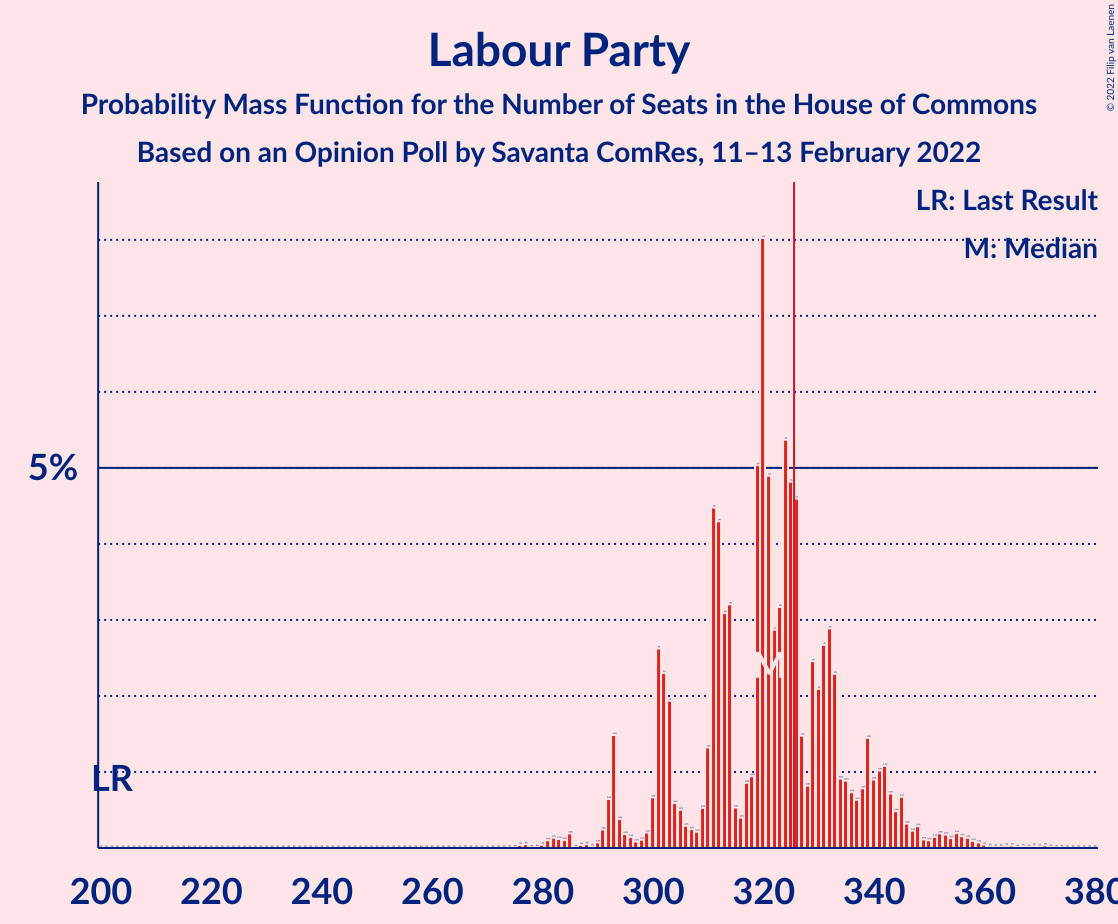 Labour Party
Probability Mass Function for the Number of Seats in the House of Commons
Based on an Opinion Poll by Savanta ComRes, 11–13 February 2022
© 2022 Filip van Laenen
LR: Last Result
M: Median
5%
M
LR
200 220 240 260 280 300 320 340 360 380